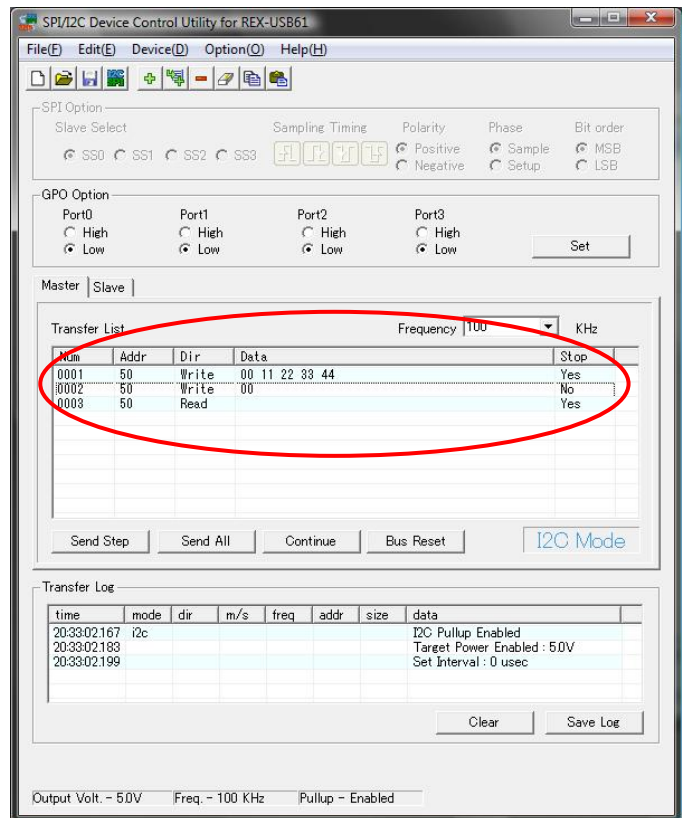 SPI/I2C Device Control Utility for REX-USB61
File(F) Edit(E) Device(D) Option(O) Help(H)
SPI Option
Slave Select Sampling Timing Polarity Phase Bit order
SS0 SS1 SS2 SS3 Positive Sample MSB
Negative Setup LSB
GPO Option
Port0 Port1 Port2 Port3
High High High High
Low Low Low Low Set
Master Slave
Transfer List Frequency 100 KHz
Num Addr Dir Data Stop
0001 50 Write 00 11 22 33 44 Yes
0002 50 Write 00 No
0003 50 Read Yes
Send Step Send All Continue Bus Reset I2C Mode
Transfer Log
time mode dir m/s freq addr size data
20:33:02.167 i2c I2C Pullup Enabled
20:33:02.183 Target Power Enabled : 5.0V
20:33:02.199 Set Interval : 0 usec
Clear Save Log
Output Volt. - 5.0V Freq. - 100 KHz Pullup - Enabled